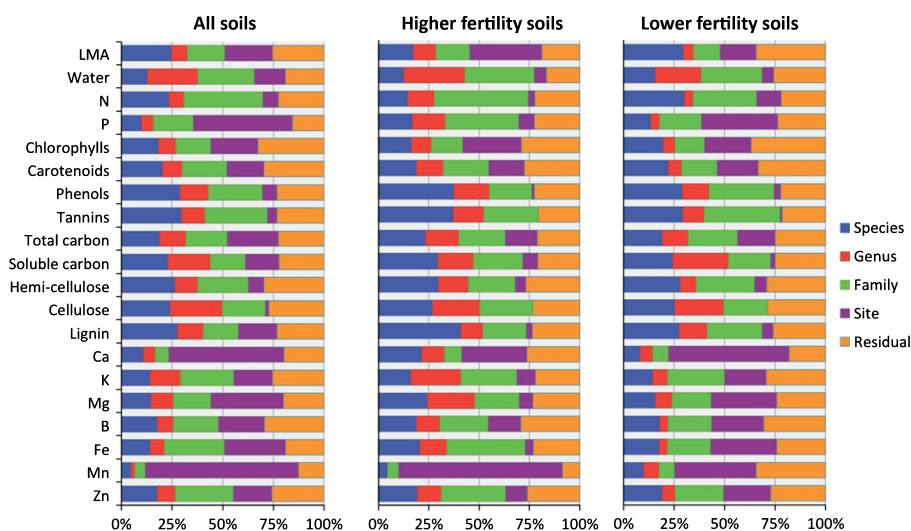 All soils Higher fertility soils Lower fertility soils
LMA
Water
N
P
Chlorophylls
Carotenoids
Phenols
Tannins
Total carbon
Soluble carbon
Hemi-cellulose
Cellulose
Lignin
Ca
K
Mg
B
Fe
Mn
Zn
Species
Genus
Family
Site
Residual
0% 25% 50% 75% 100% 0% 25% 50% 75% 100% 0% 25% 50% 75% 100%